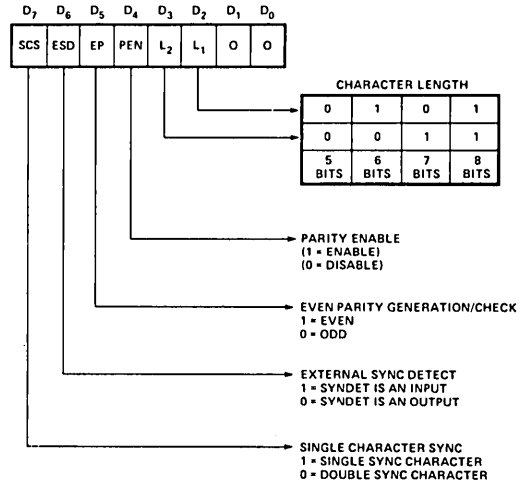 D7 D6 D5 D4 D3 D2 D1 D0
SCS ESD EP PEN L2 L1 0 0
CHARACTER LENGTH
0 1 0 1
0 0 1 1
5 6 7 8
BITS BITS BITS BITS
PARITY ENABLE
(1 = ENABLE)
(0 = DISABLE)
EVEN PARITY GENERATION/CHECK
1 = EVEN
0 = ODD
EXTERNAL SYNC DETECT
1 = SYNDET IS AN INPUT
0 = SYNDET IS AN OUTPUT
SINGLE CHARACTER SYNC
1 = SINGLE SYNC CHARACTER
0 = DOUBLE SYNC CHARACTER